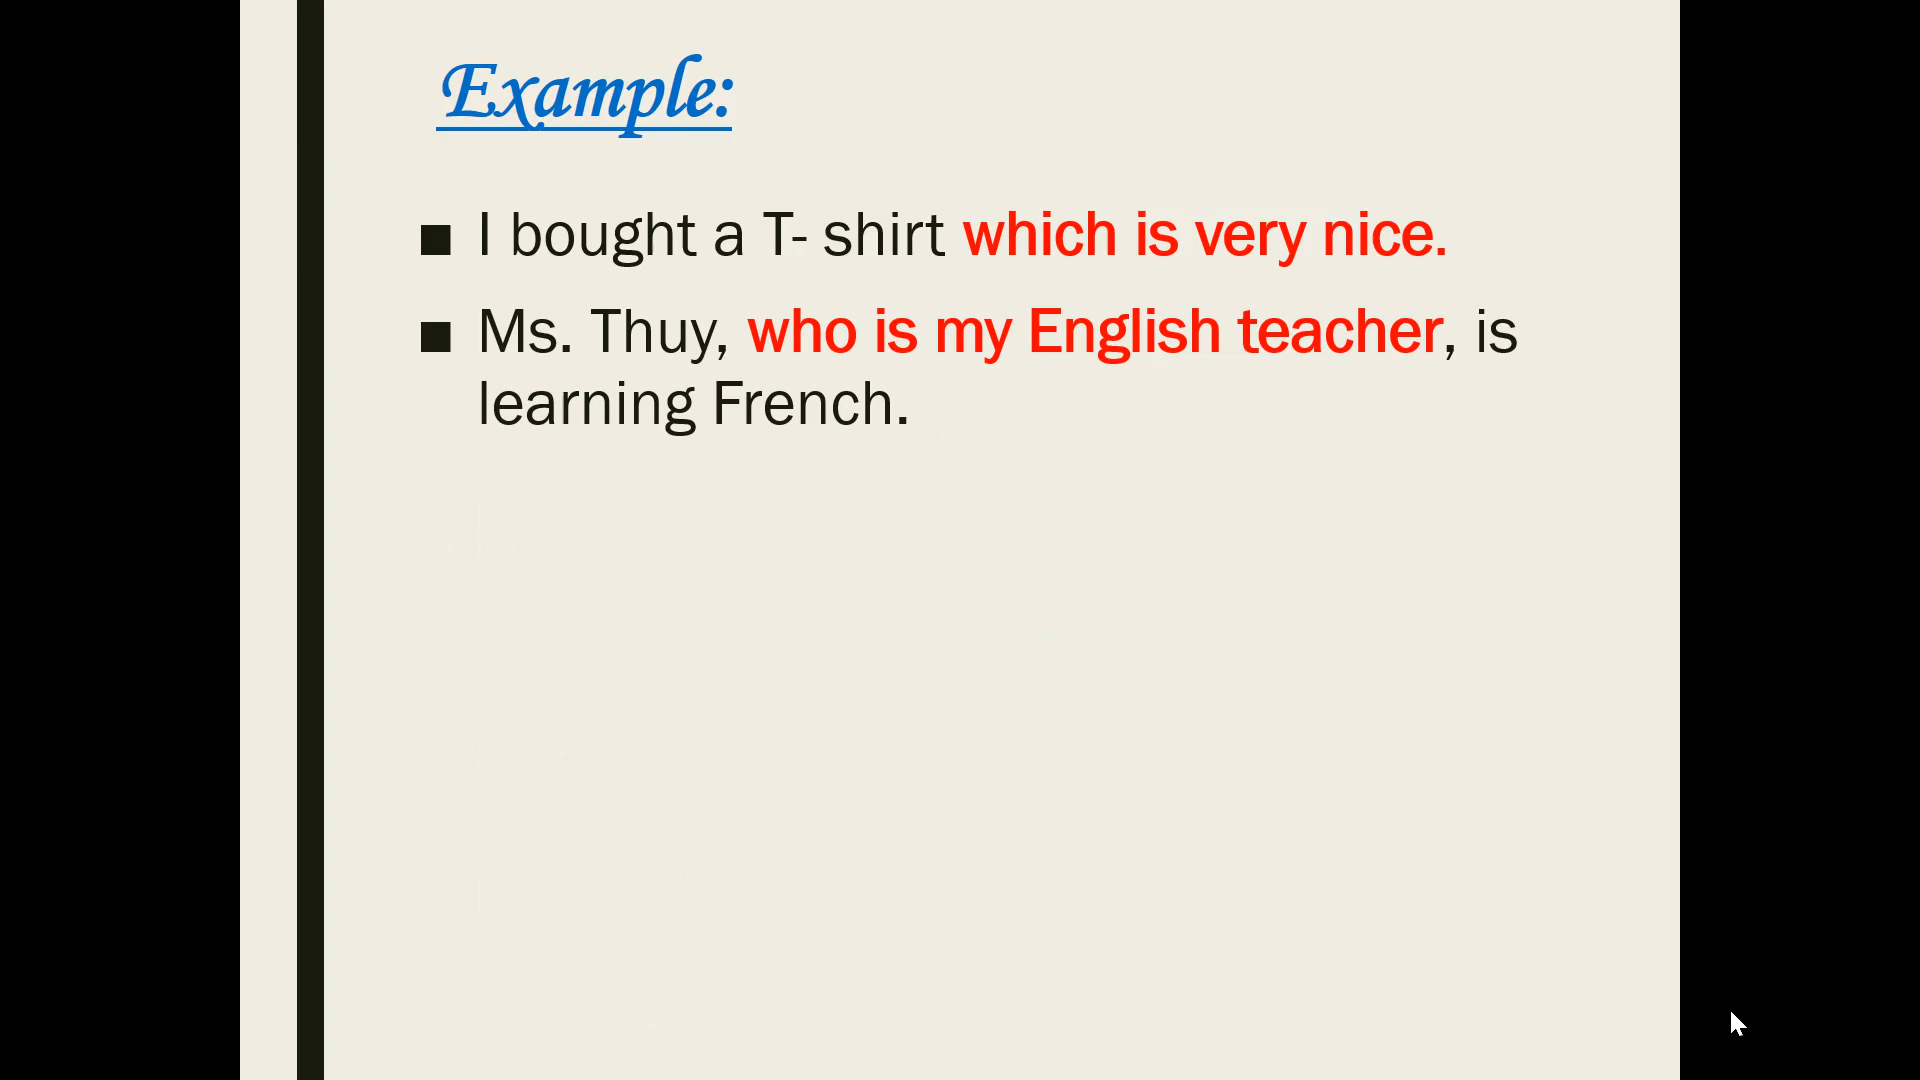 Example:
■ I bought a T- shirt which is very nice.
■ Ms. Thuy, who is my English teacher, is
learning French.